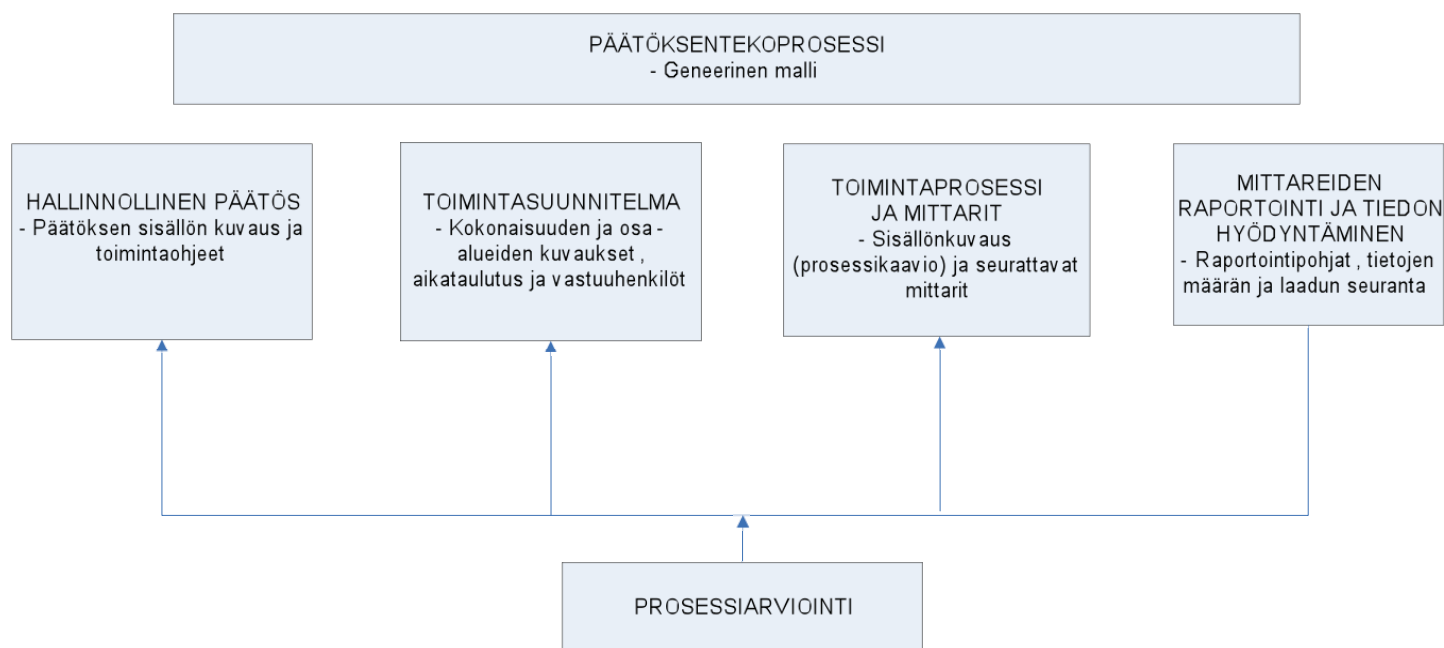 PÄÄTÖKSENTEKOPROSESSI
- Geneerinen malli
HALLINNOLLINEN PÄÄTÖS
- Päätöksen sisällön kuvaus ja
toimintaohjeet
TOIMINTASUUNNITELMA
- Kokonaisuuden ja osa -
alueiden kuvaukset ,
aikataulutus ja vastuuhenkilöt
TOIMINTAPROSESSI
JA MITTARIT
- Sisällönkuvaus
(prosessikaavio) ja seurattavat
mittarit
MITTAREIDEN
RAPORTOINTI JA TIEDON
HYÖDYNTÄMINEN
- Raportointipohjat , tietojen
määrän ja laadun seuranta
PROSESSIARVIOINTI